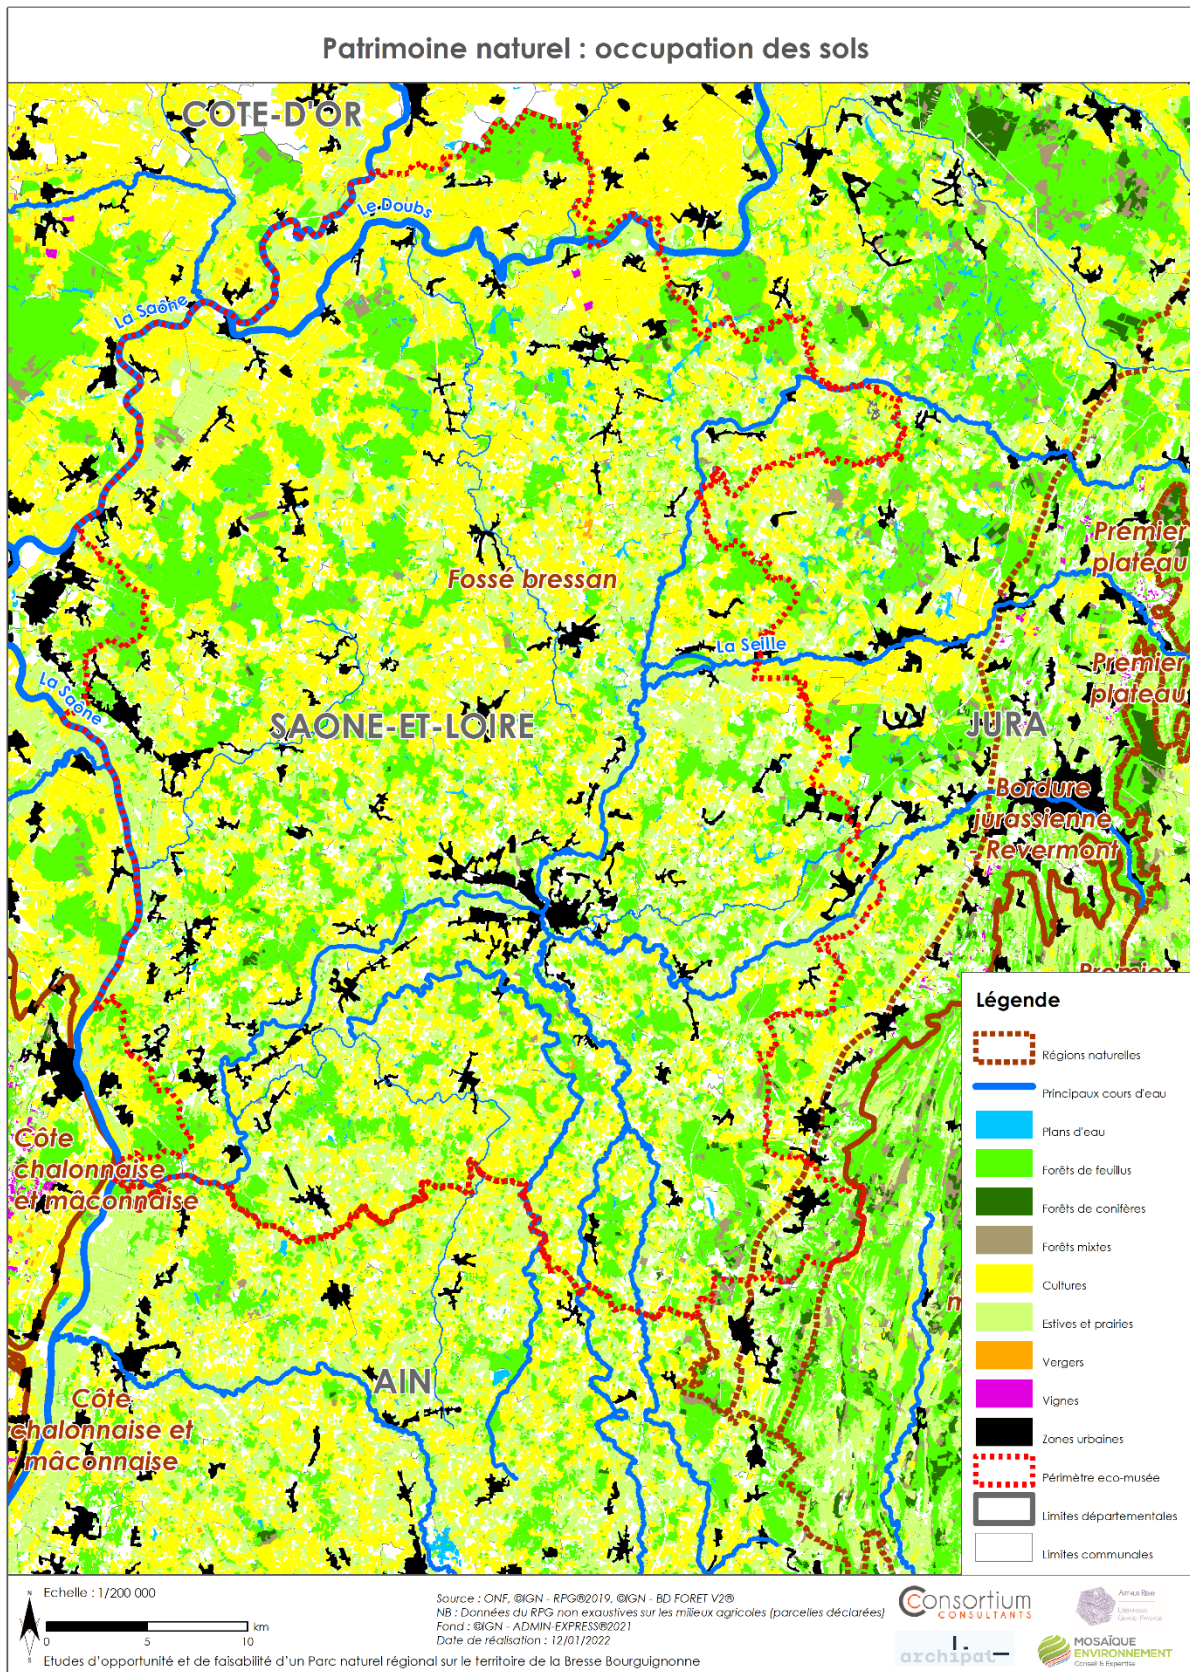 Patrimoine naturel : occupation des sols
COTE-D'OR
Le Doubs
La Saône
Fosse bressan
Premier
plateau
La Seille
Premier
plateau
La Saône
SAONE-ET-LOIRE
JURA
Bordure
jurassienne
- Revermont
Premier
Côte
chalonnaise
et mâconnaise
AIN
Côte
chalonnaise et
mâconnaise
Légende
Régions naturelles
Principaux cours d'eau
Plans d'eau
Forêts de feuillus
Forêts de conifères
Forêts mixtes
Cultures
Estives et prairies
Vergers
Vignes
Zones urbaines
Périmètre eco-musée
Limites départementales
Limites communales
N
S
Echelle : 1/200 000
0 5 10
km
Source : ONF, ©IGN - RPG®2019, ©IGN - BD FORET V2®
NB : Données du RPG non exaustives sur les milieux agricoles (parcelles déclarées)
Fond : ©IGN - ADMIN-EXPRESS®2021
Date de réalisation : 12/01/2022
Etudes d'opportunité et de faisabilité d'un Parc naturel régional sur le territoire de la Bresse Bourguignonne
Consortium
CONSULTANTS
archipat
MOSAÏQUE
ENVIRONNEMENT
Conseil & Expertise